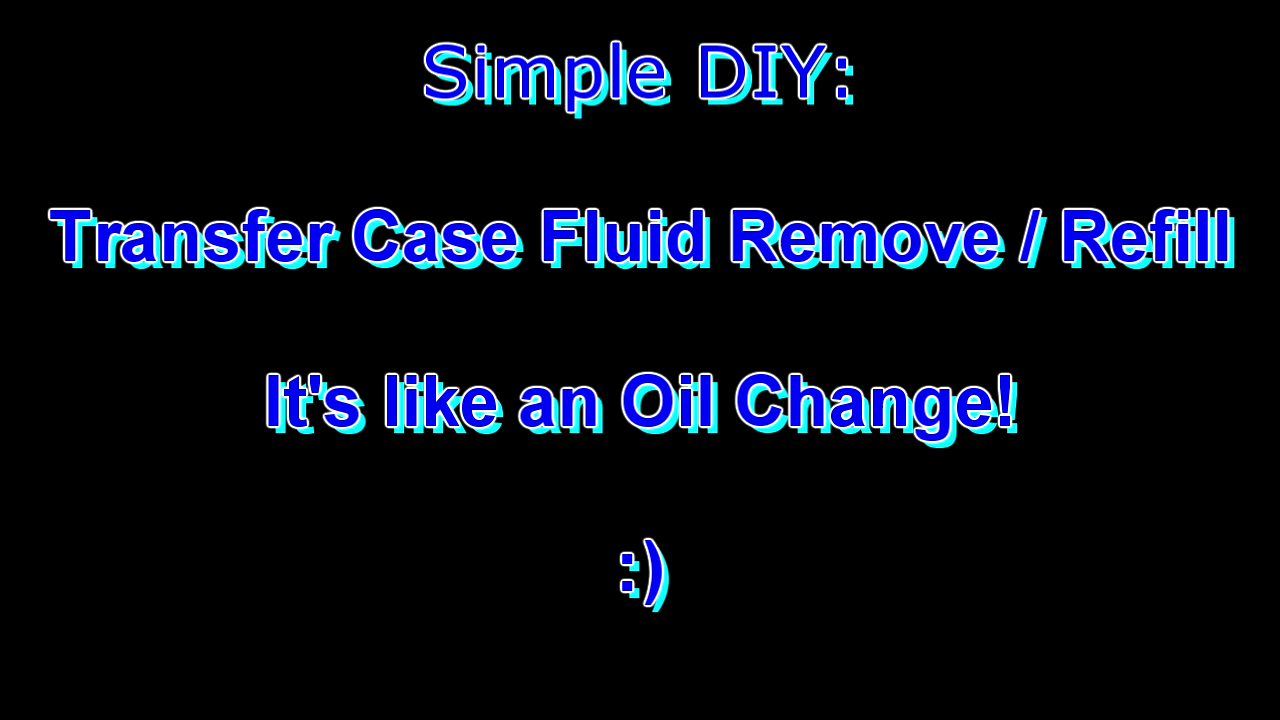 Simple DIY:
Transfer Case Fluid Remove / Refill
It's like an Oil Change!
:)